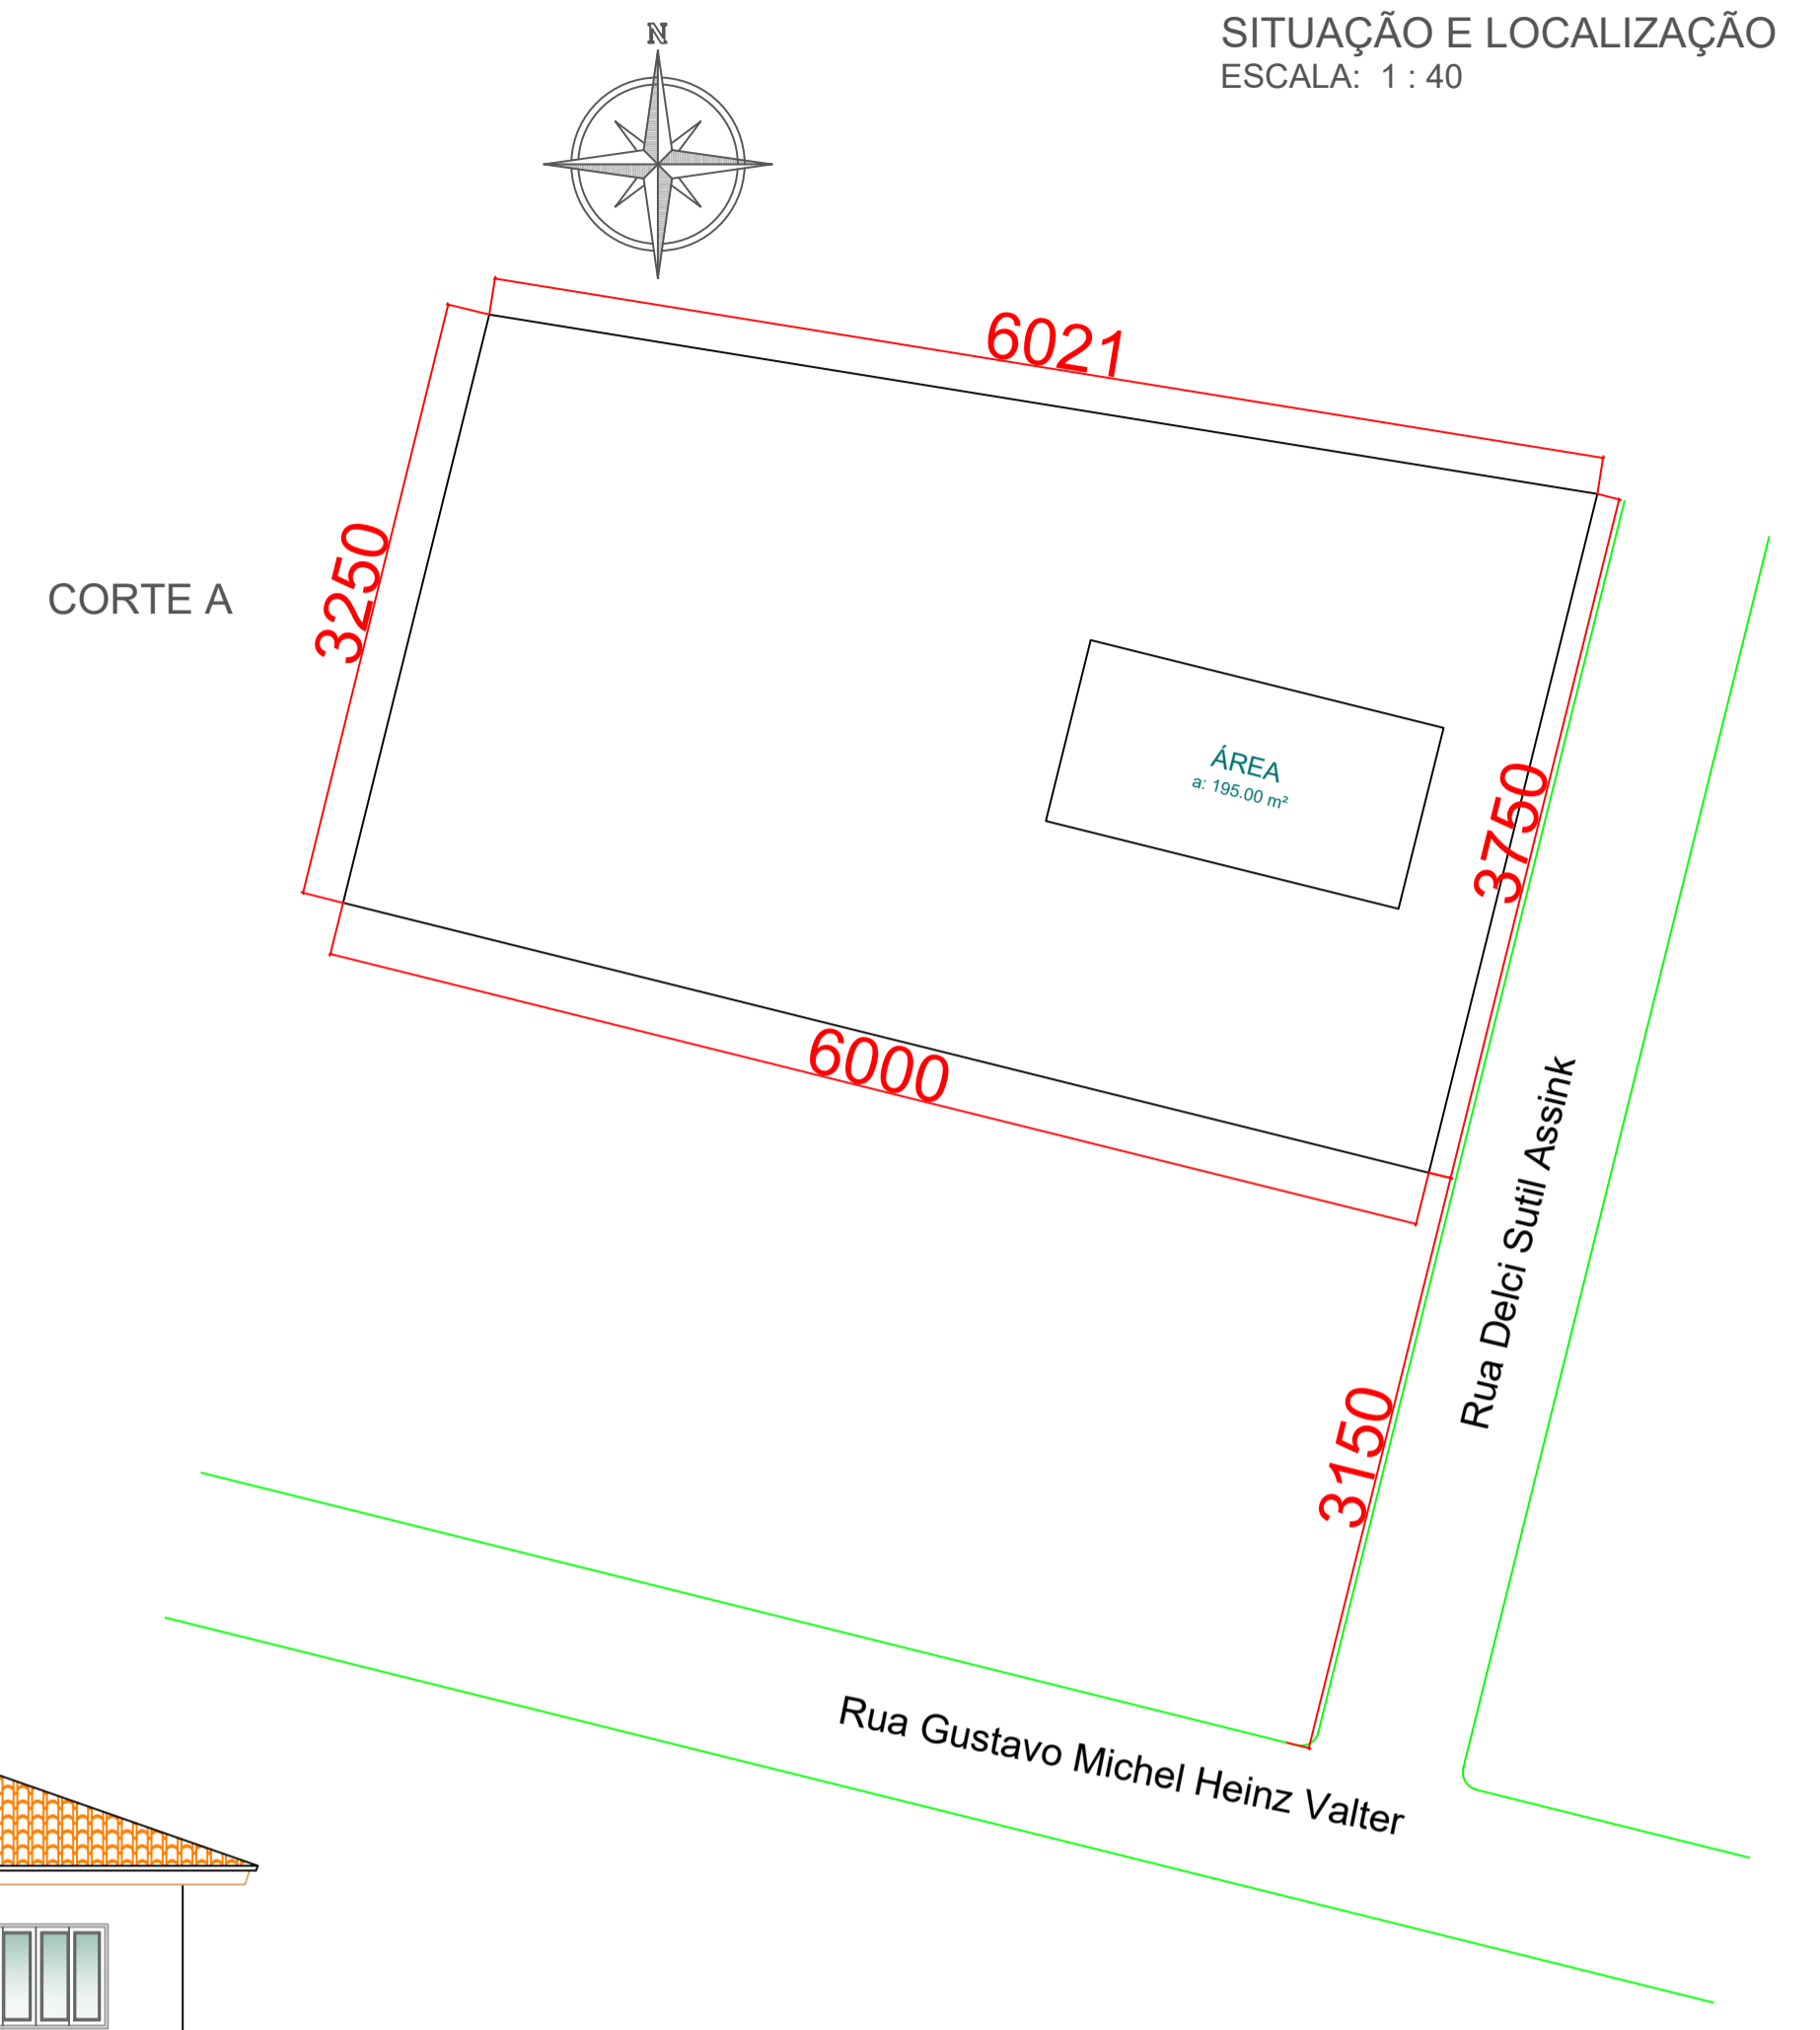 N
SITUAÇÃO E LOCALIZAÇÃO
ESCALA: 1 : 40
6021
3250
CORTE A
ÁREA
a: 195.00 m²
3750
6000
Rua Delci Sutil Assink
3150
Rua Gustavo Michel Heinz Valter